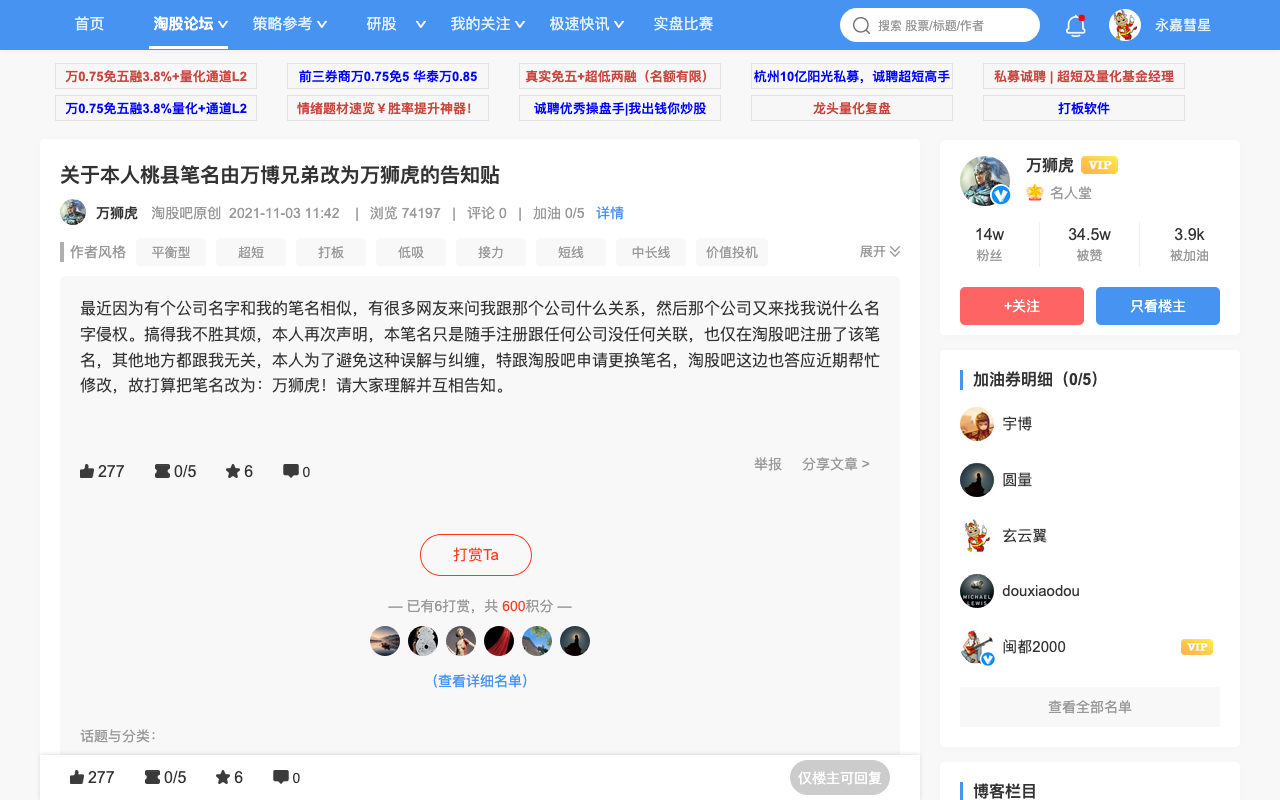 首页
淘股论坛
策略参考
研股
我的关注
极速快讯
实盘比赛
搜索 股票/标题/作者
永嘉彗星
万0.75免五融3.8%+量化通道L2
前三券商万0.75免5 华泰万0.85
真实免五+超低两融（名额有限）
杭州10亿阳光私募，诚聘超短高手
私募诚聘 | 超短及量化基金经理
万0.75免五融3.8%量化+通道L2
情绪题材速览￥胜率提升神器！
诚聘优秀操盘手|我出钱你炒股
龙头量化复盘
打板软件
关于本人桃县笔名由万博兄弟改为万狮虎的告知贴
万狮虎 淘股吧原创 2021-11-03 11:42 | 浏览 74197 | 评论 0 | 加油 0/5 详情
作者风格 平衡型 超短 打板 低吸 接力 短线 中长线 价值投机 展开
最近因为有个公司名字和我的笔名相似，有很多网友来问我跟那个公司什么关系，然后那个公司又来找我说什么名
字侵权。搞得我不胜其烦，本人再次声明，本笔名只是随手注册跟任何公司没任何关联，也仅在淘股吧注册了该笔
名，其他地方都跟我无关，本人为了避免这种误解与纠缠，特跟淘股吧申请更换笔名，淘股吧这边也答应近期帮忙
修改，故打算把笔名改为：万狮虎！请大家理解并互相告知。
277 0/5 6 0
举报 分享文章 >
打赏Ta
— 已有6打赏，共 600积分 —
（查看详细名单）
话题与分类：
277 0/5 6 0
仅楼主可回复
万狮虎 VIP
名人堂
14w 34.5w 3.9k
粉丝 被赞 被加油
+关注 只看楼主
加油券明细（0/5）
宇博
圆量
玄云翼
MICHAEL
LEWIS
douxiaodou
闽都2000 VIP
查看全部名单
博客栏目